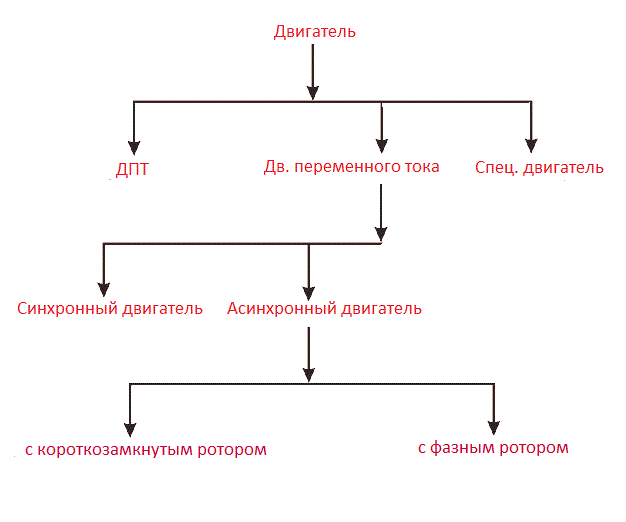 Двигатель
ДПТ
Дв. переменного тока
Спец. двигатель
Синхронный двигатель
Асинхронный двигатель
с короткозамкнутым ротором
с фазным ротором